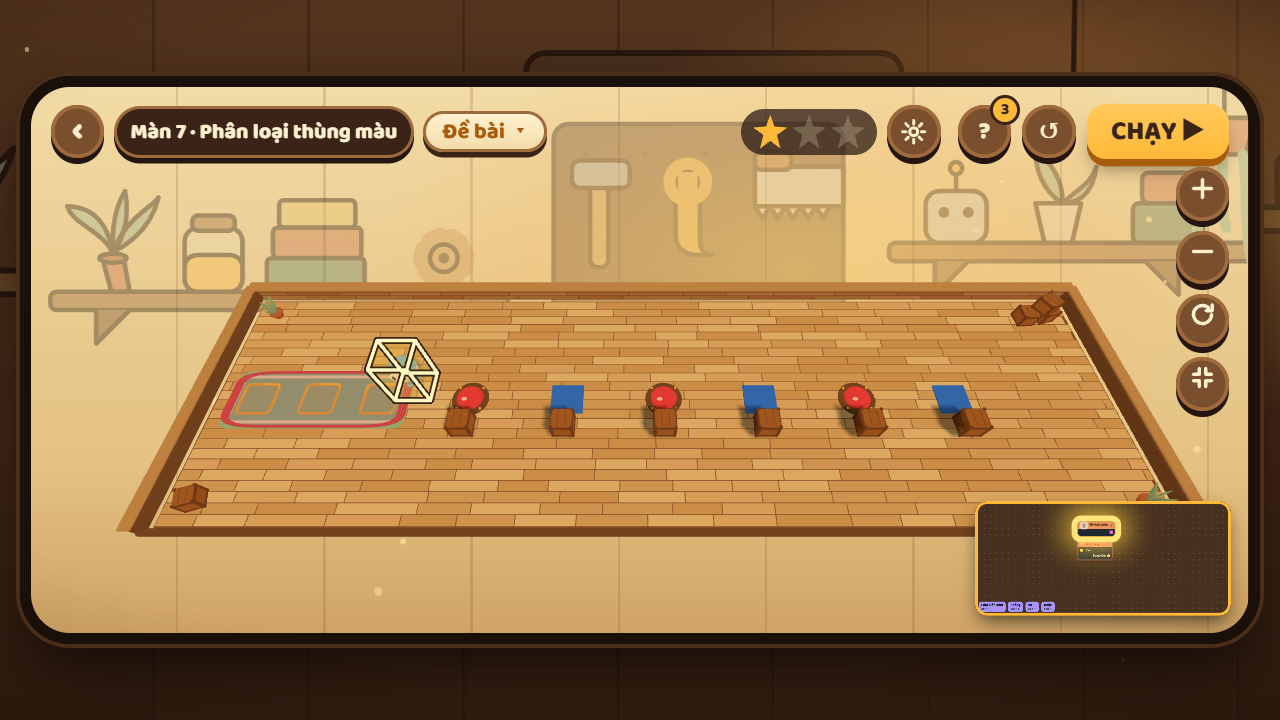 Màn 7 · Phân loại thùng màu
Đề bài
?
3
CHẠY